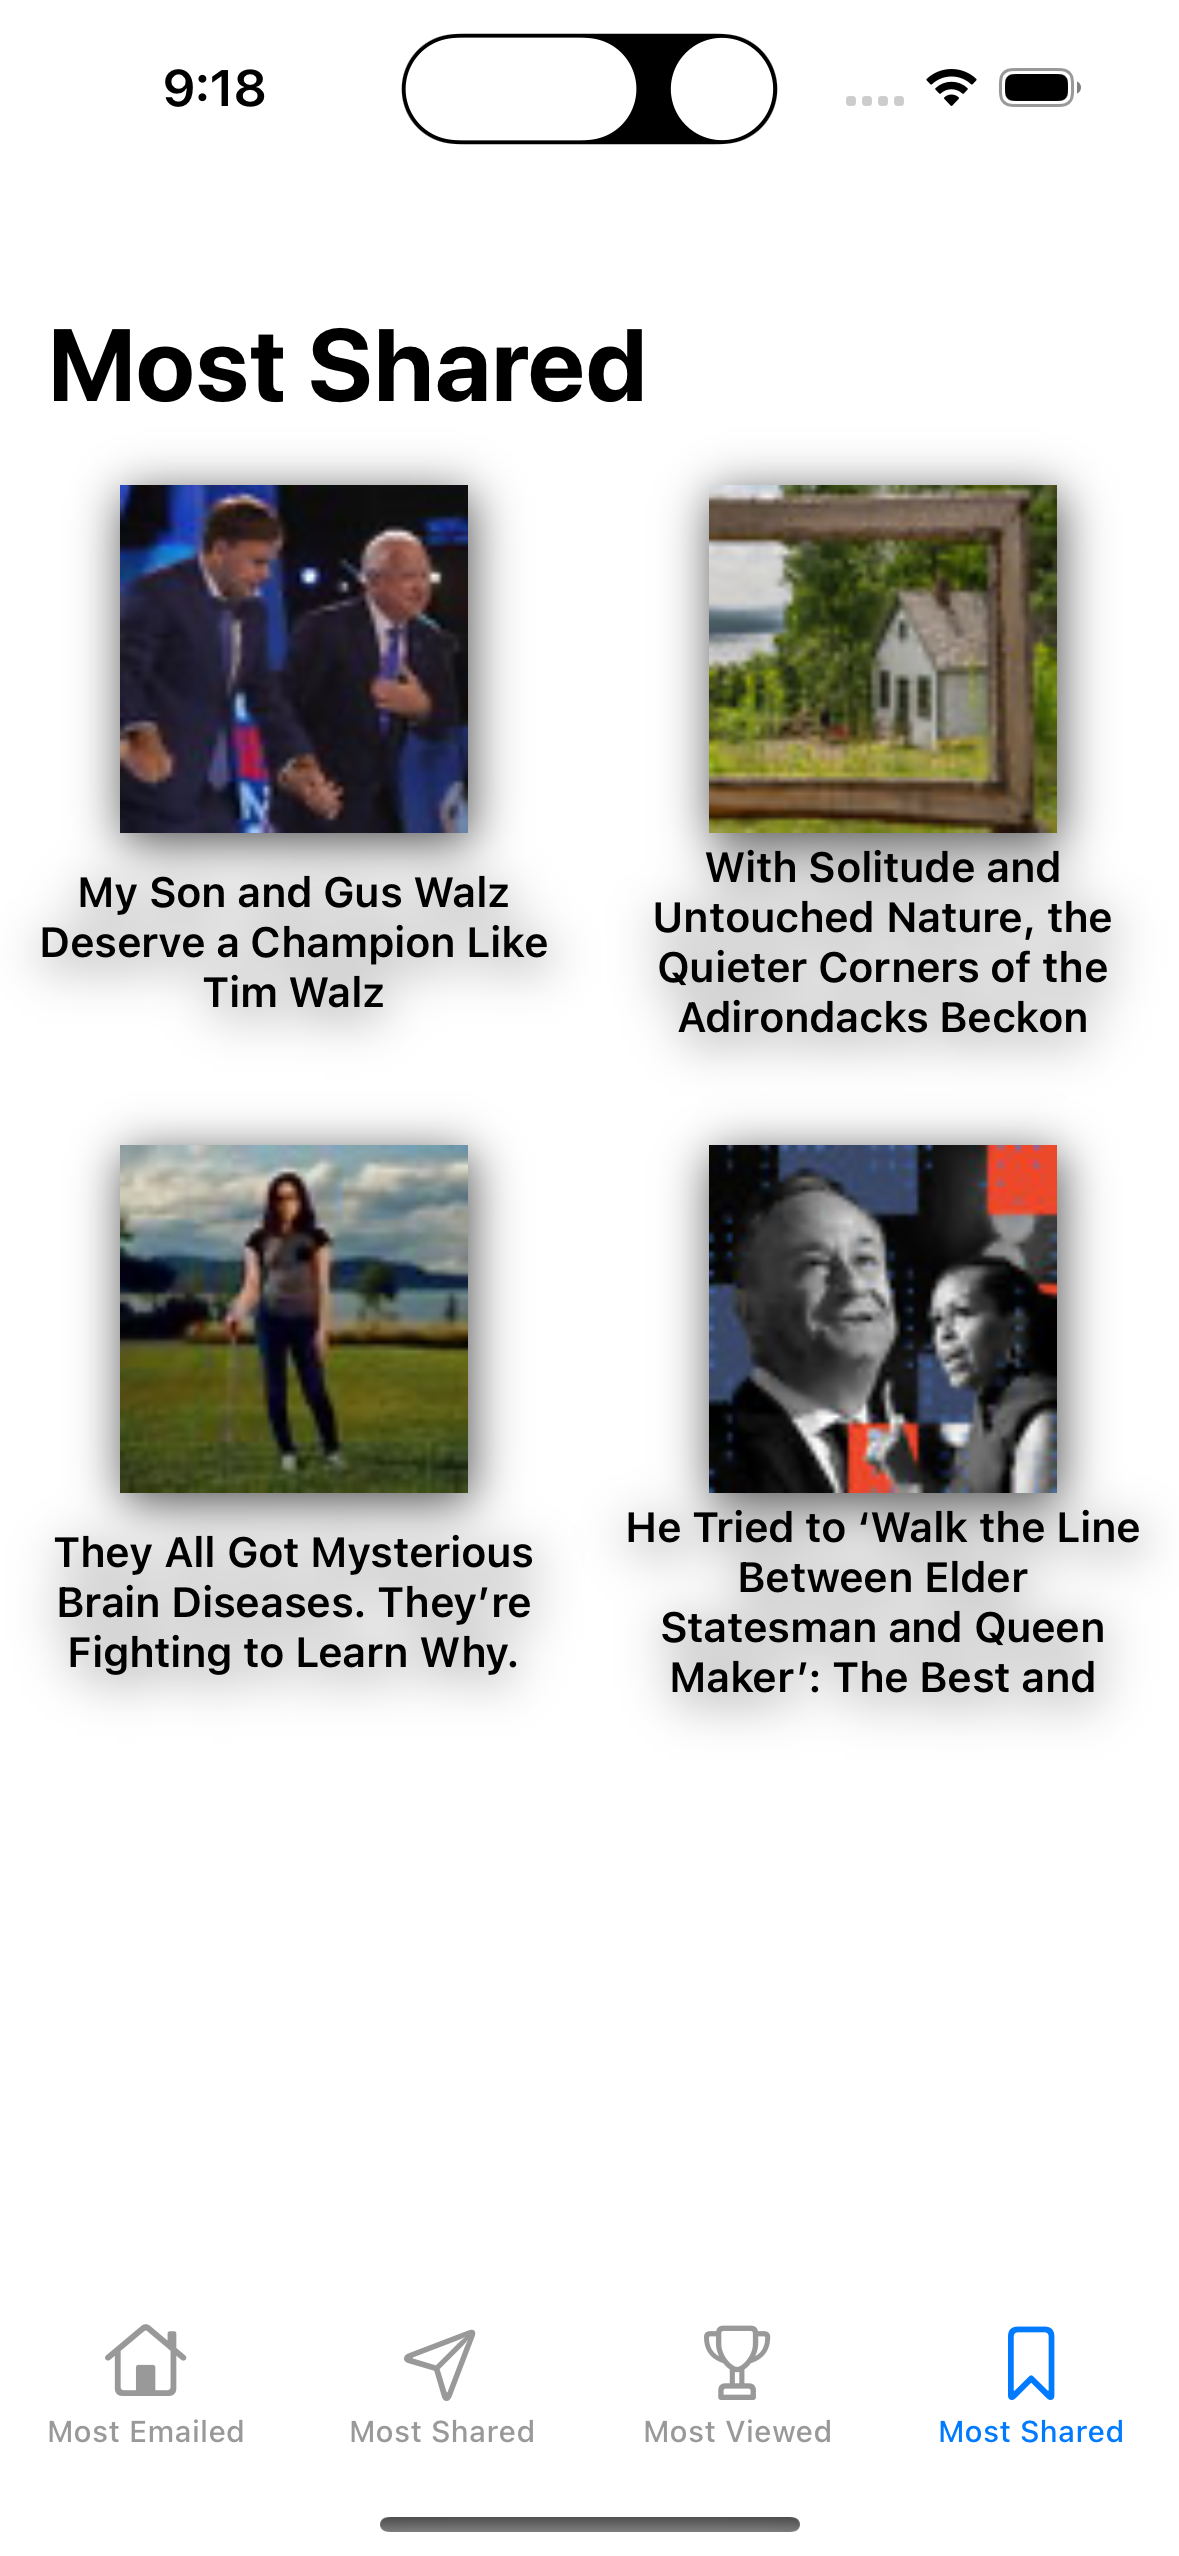 9:18
Most Shared
My Son and Gus Walz
Deserve a Champion Like
Tim Walz
With Solitude and
Untouched Nature, the
Quieter Corners of the
Adirondacks Beckon
They All Got Mysterious
Brain Diseases. They’re
Fighting to Learn Why.
He Tried to ‘Walk the Line
Between Elder
Statesman and Queen
Maker’: The Best and
Most Emailed
Most Shared
Most Viewed
Most Shared